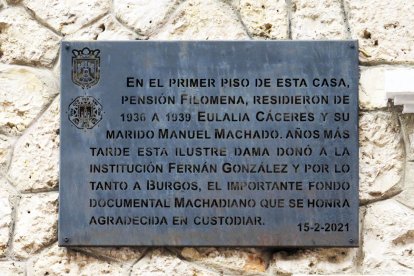 EN EL PRIMER PISO DE ESTA CASA,
PENSIÓN FILOMENA, RESIDIERON DE
1936 A 1939 EULALIA CÁCERES Y SU
MARIDO MANUEL MACHADO. AÑOS MÁS
TARDE ESTA ILUSTRE DAMA DONÓ A LA
INSTITUCIÓN FERNÁN GONZÁLEZ Y POR LO
TANTO A BURGOS, EL IMPORTANTE FONDO
DOCUMENTAL MACHADIANO QUE SE HONRA
AGRADECIDA EN CUSTODIAR.
15-2-2021